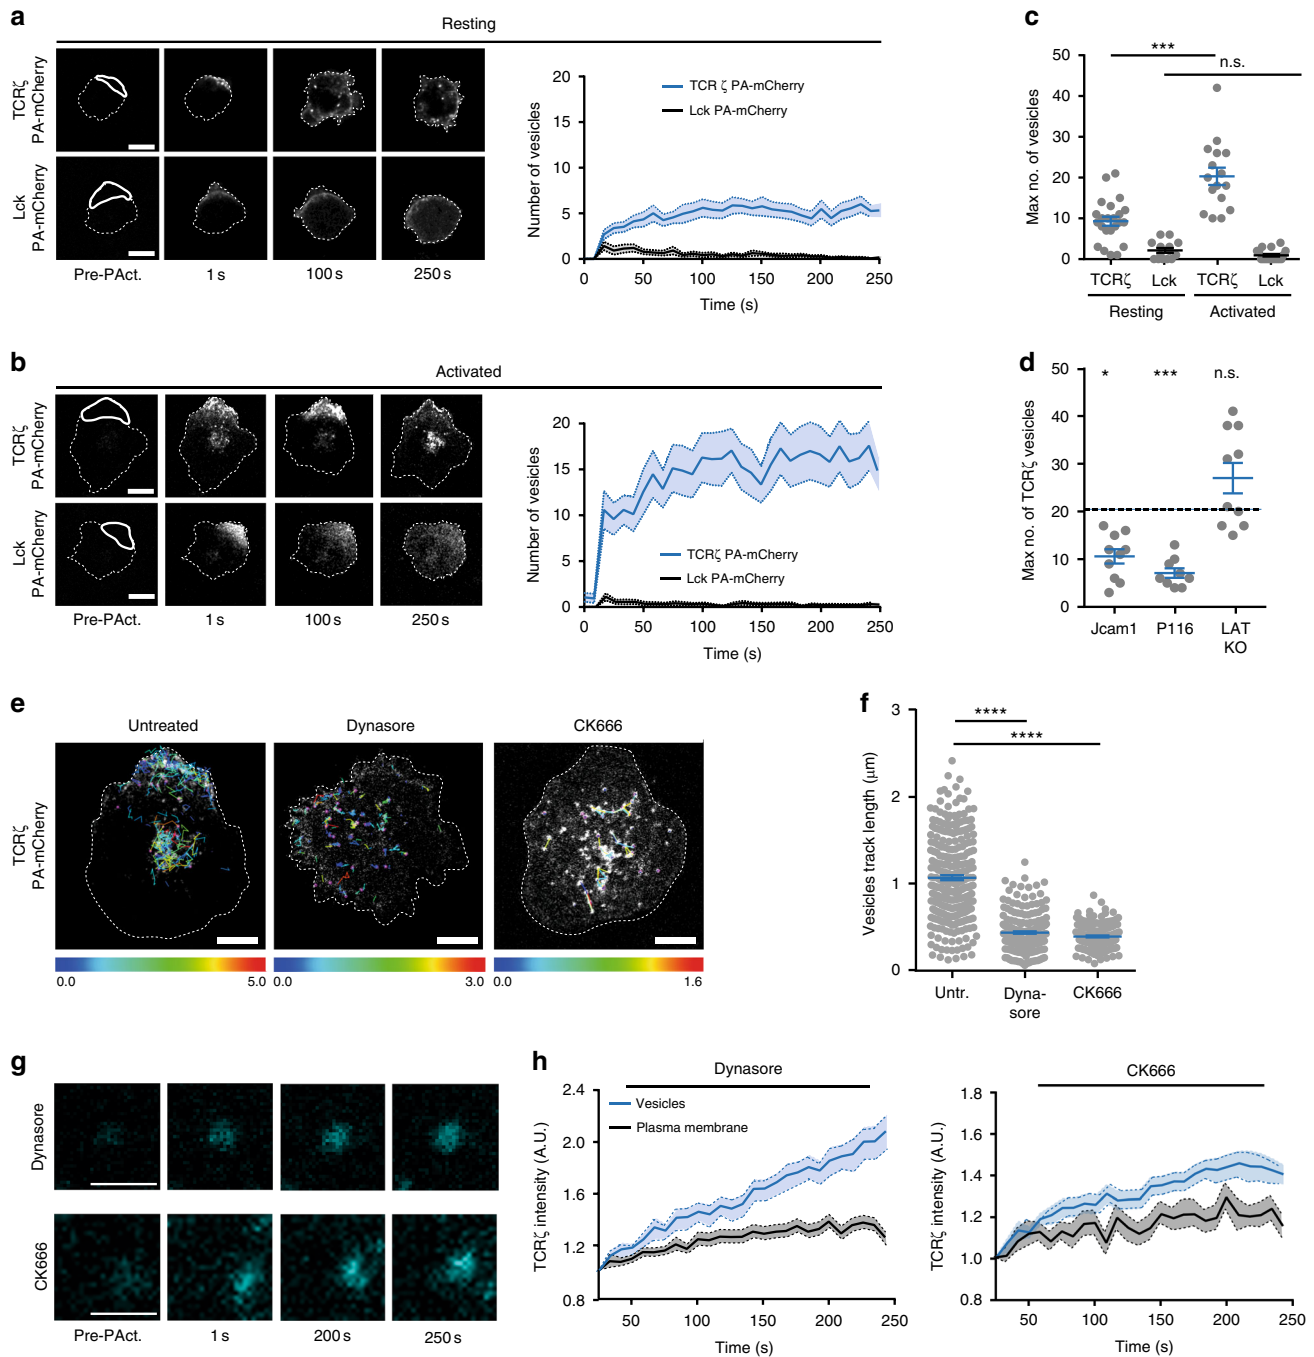 a
Resting
TCRζ
PA-mCherry
Lck
PA-mCherry
Pre-PAct.
1 s
100 s
250 s
Number of vesicles
20
15
10
5
0
TCR ζ PA-mCherry
Lck PA-mCherry
0
50
100
150
200
250
Time (s)
c
Max no. of vesicles
50
40
30
20
10
0
***
n.s.
TCRζ
Lck
TCRζ
Lck
Resting
Activated
b
Activated
TCRζ
PA-mCherry
Lck
PA-mCherry
Pre-PAct.
1 s
100 s
250 s
Number of vesicles
20
15
10
5
0
TCRζ PA-mCherry
Lck PA-mCherry
0
50
100
150
200
250
Time (s)
d
Max no. of TCRζ vesicles
50
40
30
20
10
0
*
***
n.s.
Jcam1
P116
LAT
KO
e
Untreated
Dynasore
CK666
TCRζ
PA-mCherry
0.0
5.0
0.0
3.0
0.0
1.6
f
Vesicles track length (μm)
3
2
1
0
****
****
Untr.
Dyna-
sore
CK666
g
Dynasore
CK666
Pre-PAct.
1 s
200 s
250 s
h
Dynasore
TCRζ intensity (A.U.)
2.4
2.0
1.6
1.2
0.8
Vesicles
Plasma membrane
50
100
150
200
250
Time (s)
CK666
TCRζ intensity (A.U.)
1.8
1.6
1.4
1.2
1.0
0.8
50
100
150
200
250
Time (s)